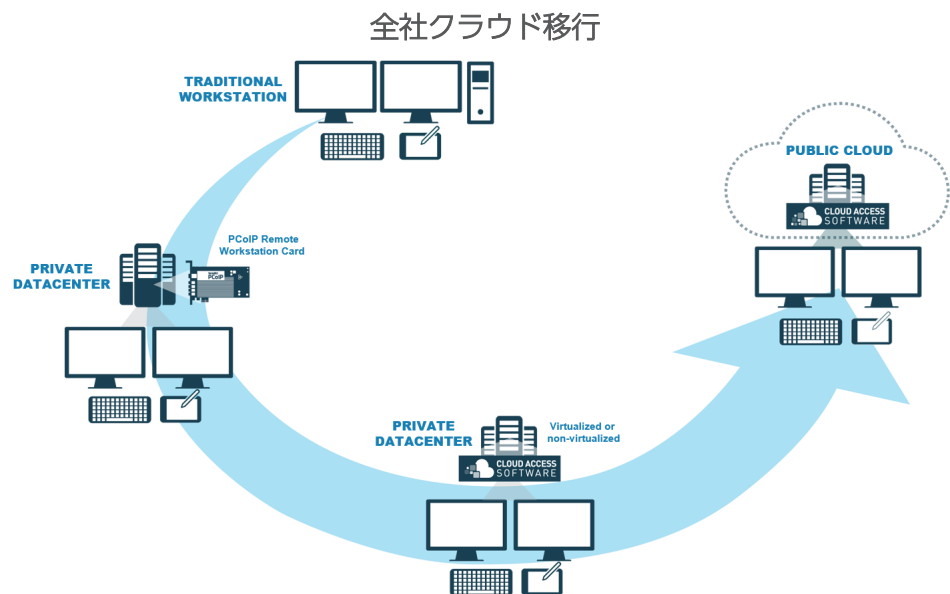 全社クラウド移行
TRADITIONAL
WORKSTATION
PUBLIC CLOUD
CLOUD ACCESS
SOFTWARE
PCoIP Remote
Workstation Card
PRIVATE
DATACENTER
PCoIP
PRIVATE
DATACENTER
Virtualized or
non-virtualized
CLOUD ACCESS
SOFTWARE